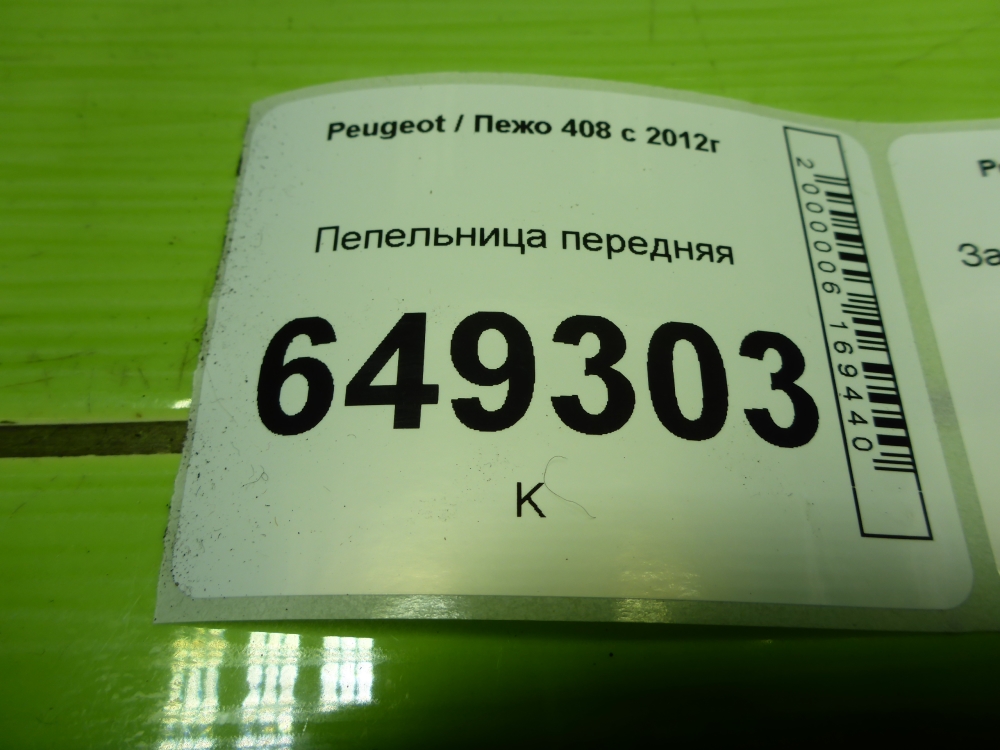 Peugeot / Пежо 408 с 2012г
Пепельница передняя
649303
К
2000006169440